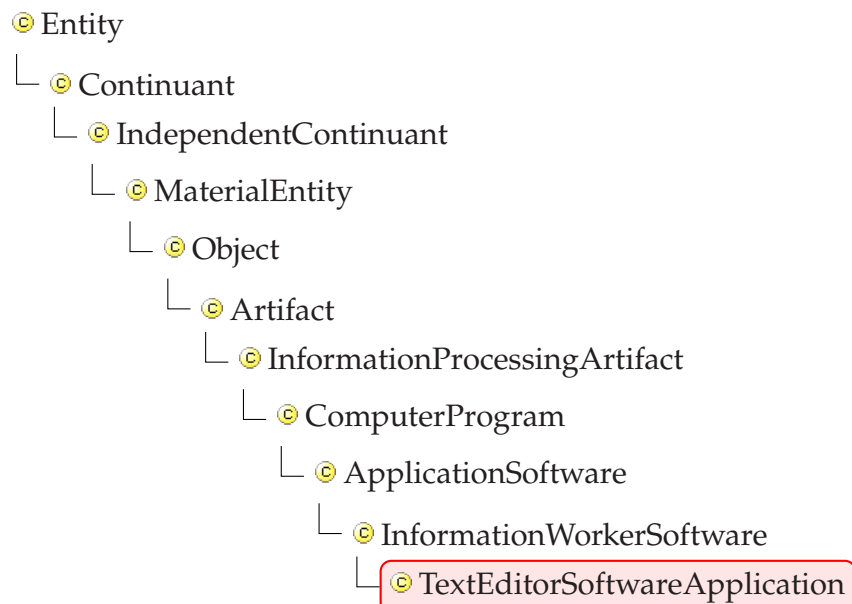 Entity
Continuant
IndependentContinuant
MaterialEntity
Object
Artifact
InformationProcessingArtifact
ComputerProgram
ApplicationSoftware
InformationWorkerSoftware
TextEditorSoftwareApplication